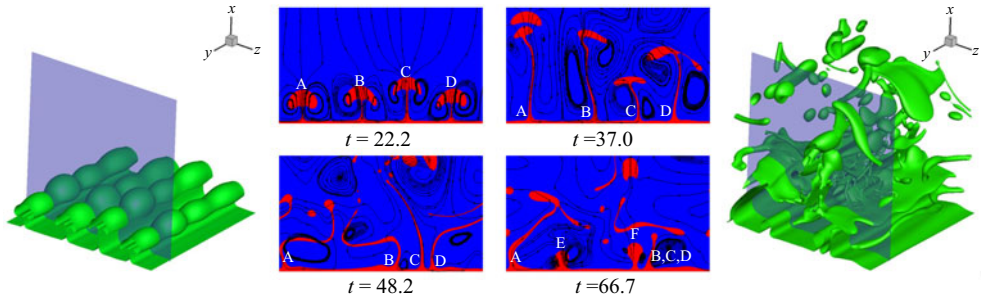 x
y
z
A
B
C
D
t = 22.2
A
B
C
D
t = 37.0
A
B
C
D
t = 48.2
A
E
F
B,C,D
t = 66.7
x
y
z